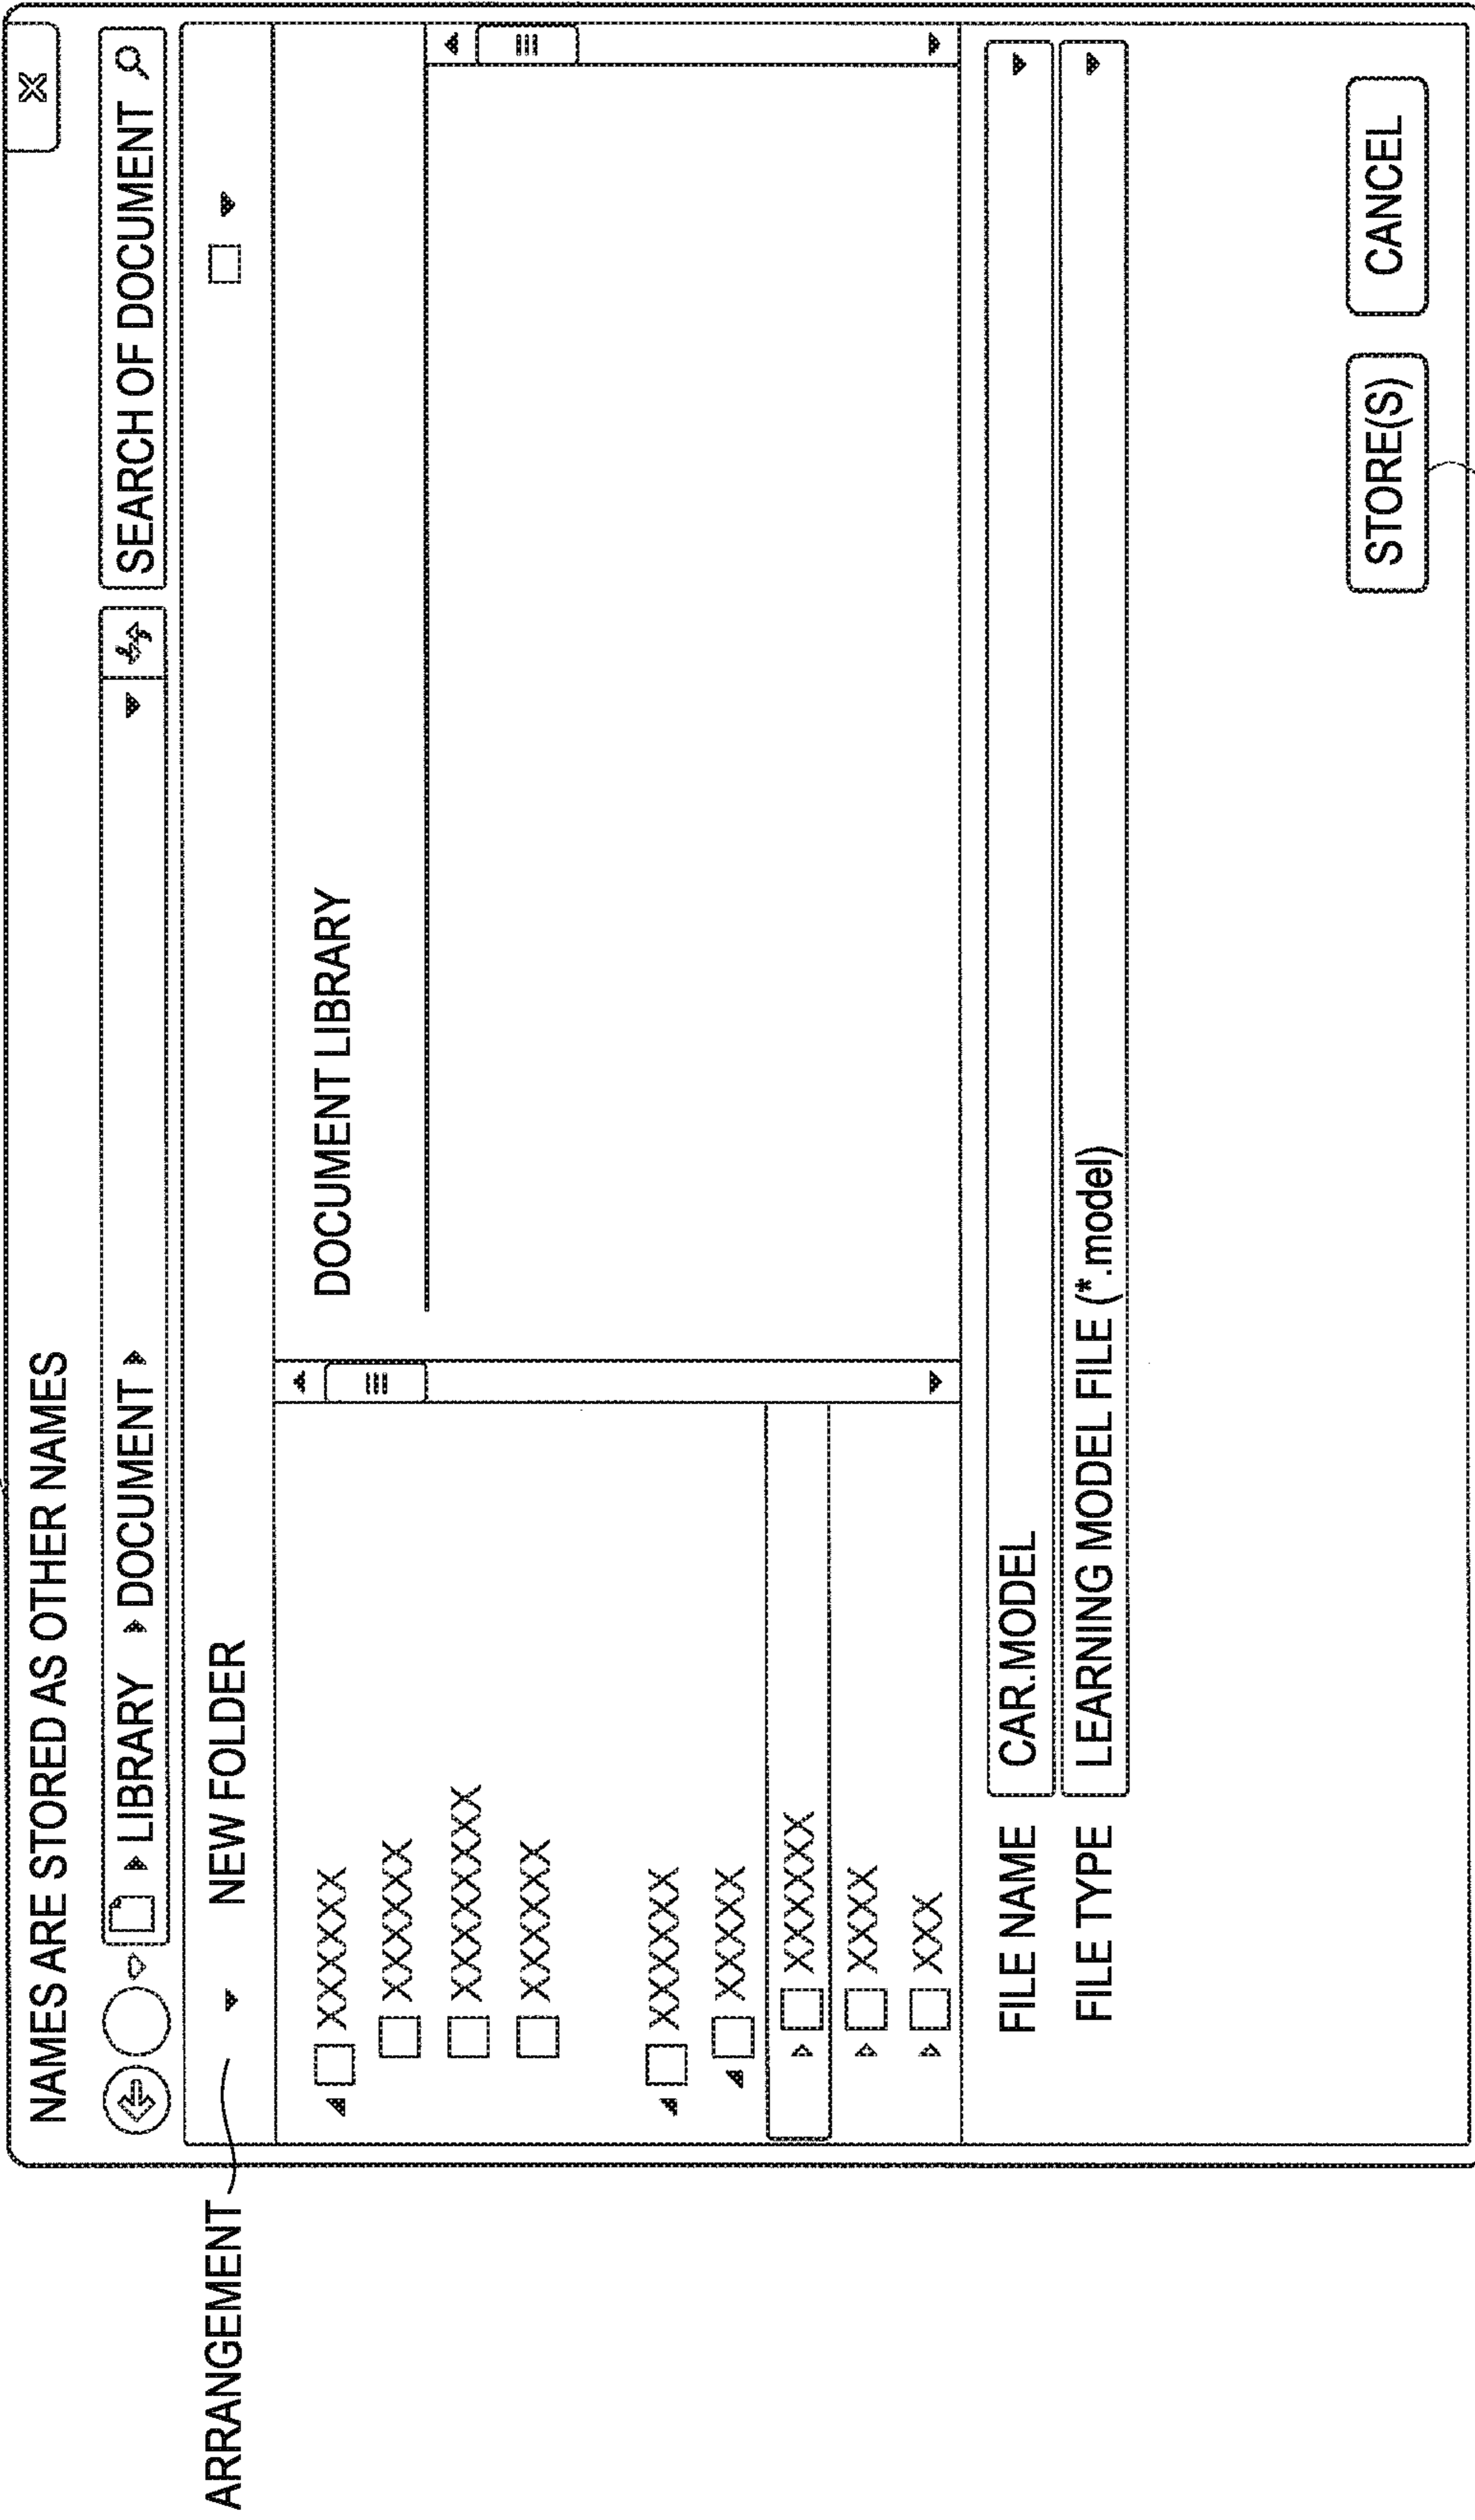 NAMES ARE STORED AS OTHER NAMES
X
LIBRARY DOCUMENT
SEARCH OF DOCUMENT
ARRANGEMENT
NEW FOLDER
DOCUMENT LIBRARY
XXXXXX
XXXXXX
XXXXXXXX
XXXXXX
XXXXXX
XXXXX
XXXXXX
XXXX
XXX
FILE NAME CAR.MODEL
FILE TYPE LEARNING MODEL FILE (*.model)
STORE(S) CANCEL